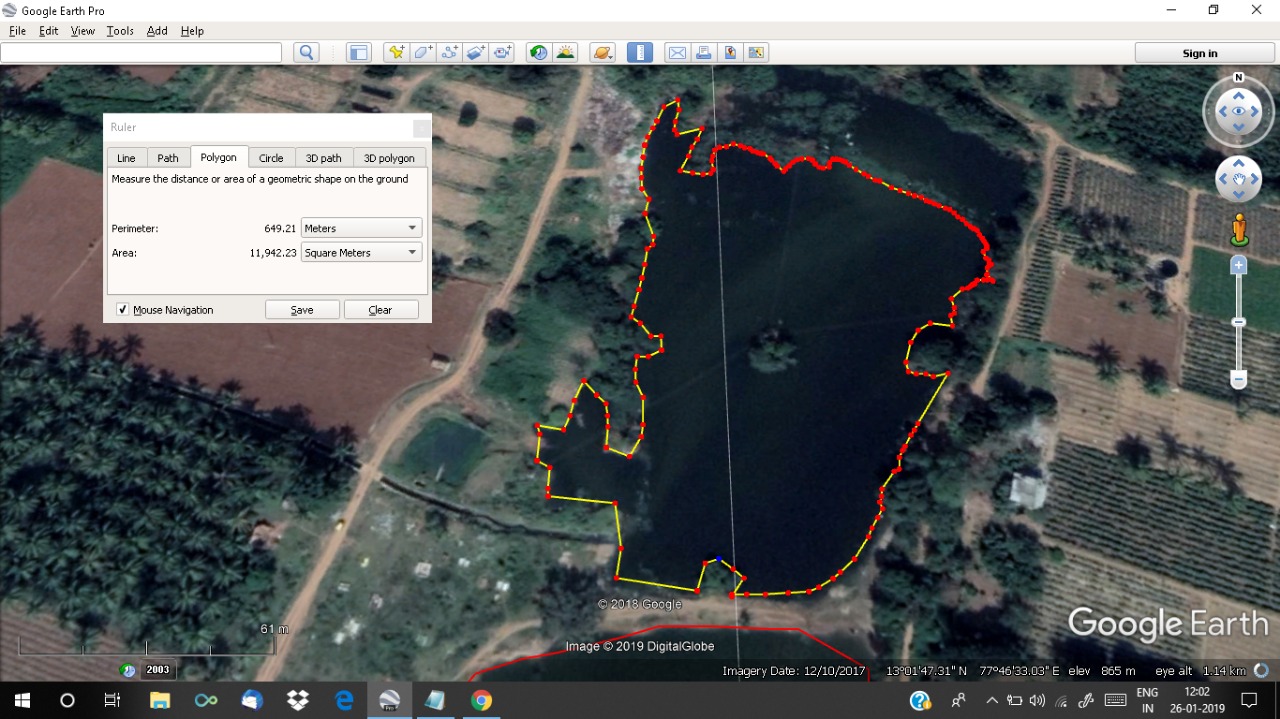 Google Earth Pro
File Edit View Tools Add Help
Sign in
N
Ruler
Line Path Polygon Circle 3D path 3D polygon
Measure the distance or area of a geometric shape on the ground
Perimeter: 649.21 Meters
Area: 11,942.23 Square Meters
Mouse Navigation Save Clear
© 2018 Google
61 m
Google Earth
Image © 2019 DigitalGlobe
2003
Imagery Date: 12/10/2017 13°01'47.31" N 77°46'33.03" E elev 865 m eye alt 1.14 km
ENG
IN
12:02
26-01-2019